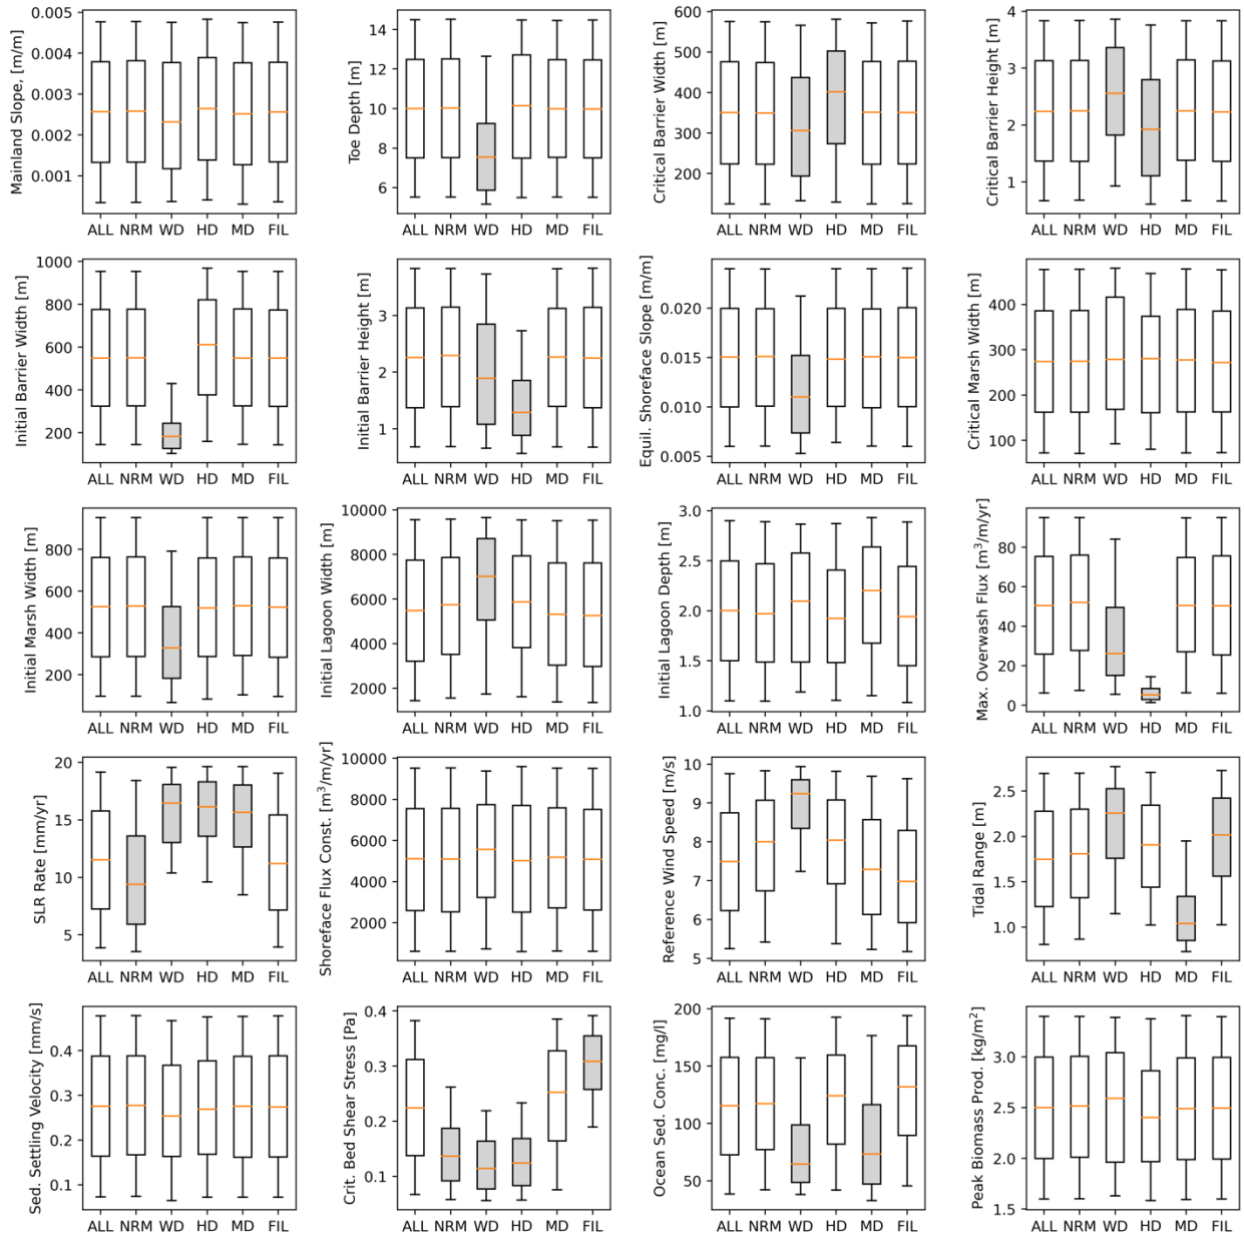 Mainland Slope, [m/m]
0.005
0.004
0.003
0.002
0.001
ALL NRM WD HD MD FIL
Toe Depth [m]
14
12
10
8
6
ALL NRM WD HD MD FIL
Critical Barrier Width [m]
600
500
400
300
200
ALL NRM WD HD MD FIL
Critical Barrier Height [m]
4
3
2
1
ALL NRM WD HD MD FIL
Initial Barrier Width [m]
1000
800
600
400
200
ALL NRM WD HD MD FIL
Initial Barrier Height [m]
3
2
1
ALL NRM WD HD MD FIL
Equil. Shoreface Slope [m/m]
0.020
0.015
0.010
0.005
ALL NRM WD HD MD FIL
Critical Marsh Width [m]
400
300
200
100
ALL NRM WD HD MD FIL
Initial Marsh Width [m]
800
600
400
200
ALL NRM WD HD MD FIL
Initial Lagoon Width [m]
10000
8000
6000
4000
2000
ALL NRM WD HD MD FIL
Initial Lagoon Depth [m]
3.0
2.5
2.0
1.5
1.0
ALL NRM WD HD MD FIL
Max. Overwash Flux [m³/m/yr]
80
60
40
20
0
ALL NRM WD HD MD FIL
SLR Rate [mm/yr]
20
15
10
5
ALL NRM WD HD MD FIL
Shoreface Flux Const. [m³/m/yr]
10000
8000
6000
4000
2000
ALL NRM WD HD MD FIL
Reference Wind Speed [m/s]
10
9
8
7
6
5
ALL NRM WD HD MD FIL
Tidal Range [m]
2.5
2.0
1.5
1.0
ALL NRM WD HD MD FIL
Sed. Settling Velocity [mm/s]
0.4
0.3
0.2
0.1
ALL NRM WD HD MD FIL
Crit. Bed Shear Stress [Pa]
0.4
0.3
0.2
0.1
ALL NRM WD HD MD FIL
Ocean Sed. Conc. [mg/l]
200
150
100
50
ALL NRM WD HD MD FIL
Peak Biomass Prod. [kg/m²]
3.0
2.5
2.0
1.5
ALL NRM WD HD MD FIL